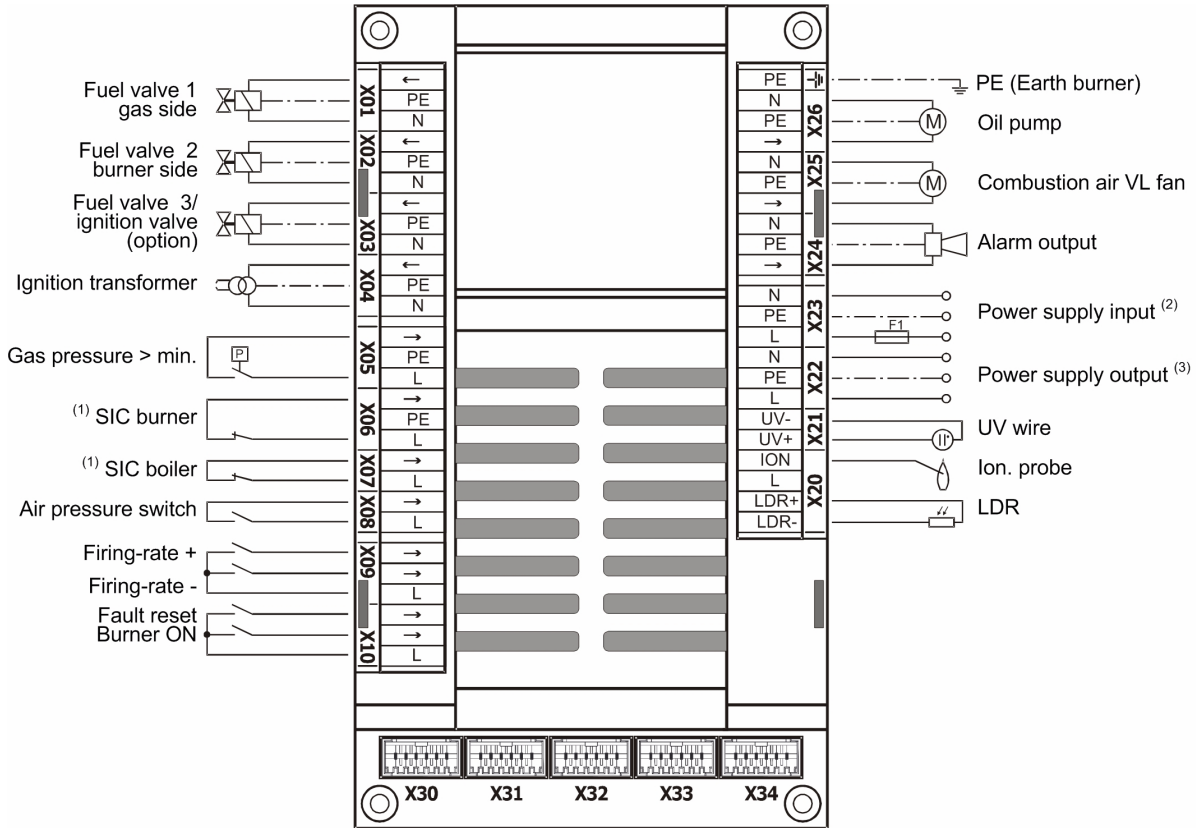 Fuel valve 1
gas side
Fuel valve 2
burner side
Fuel valve 3/
ignition valve
(option)
Ignition transformer
Gas pressure > min.
P
(1) SIC burner
(1) SIC boiler
Air pressure switch
Firing-rate +
Firing-rate -
Fault reset
Burner ON
X01
←
PE
N
X02
←
PE
N
X03
←
PE
N
X04
←
PE
N
X05
→
PE
L
X06
→
PE
L
X07
→
L
X08
→
L
X09
→
→
L
X10
→
→
L
PE
X26
N
PE
→
X25
N
PE
→
X24
N
PE
→
X23
N
PE
L
X22
N
PE
L
X21
UV-
UV+
X20
ION
L
LDR+
LDR-
PE (Earth burner)
M
Oil pump
M
Combustion air VL fan
Alarm output
Power supply input (2)
F1
Power supply output (3)
UV wire
Ion. probe
LDR
X30 X31 X32 X33 X34